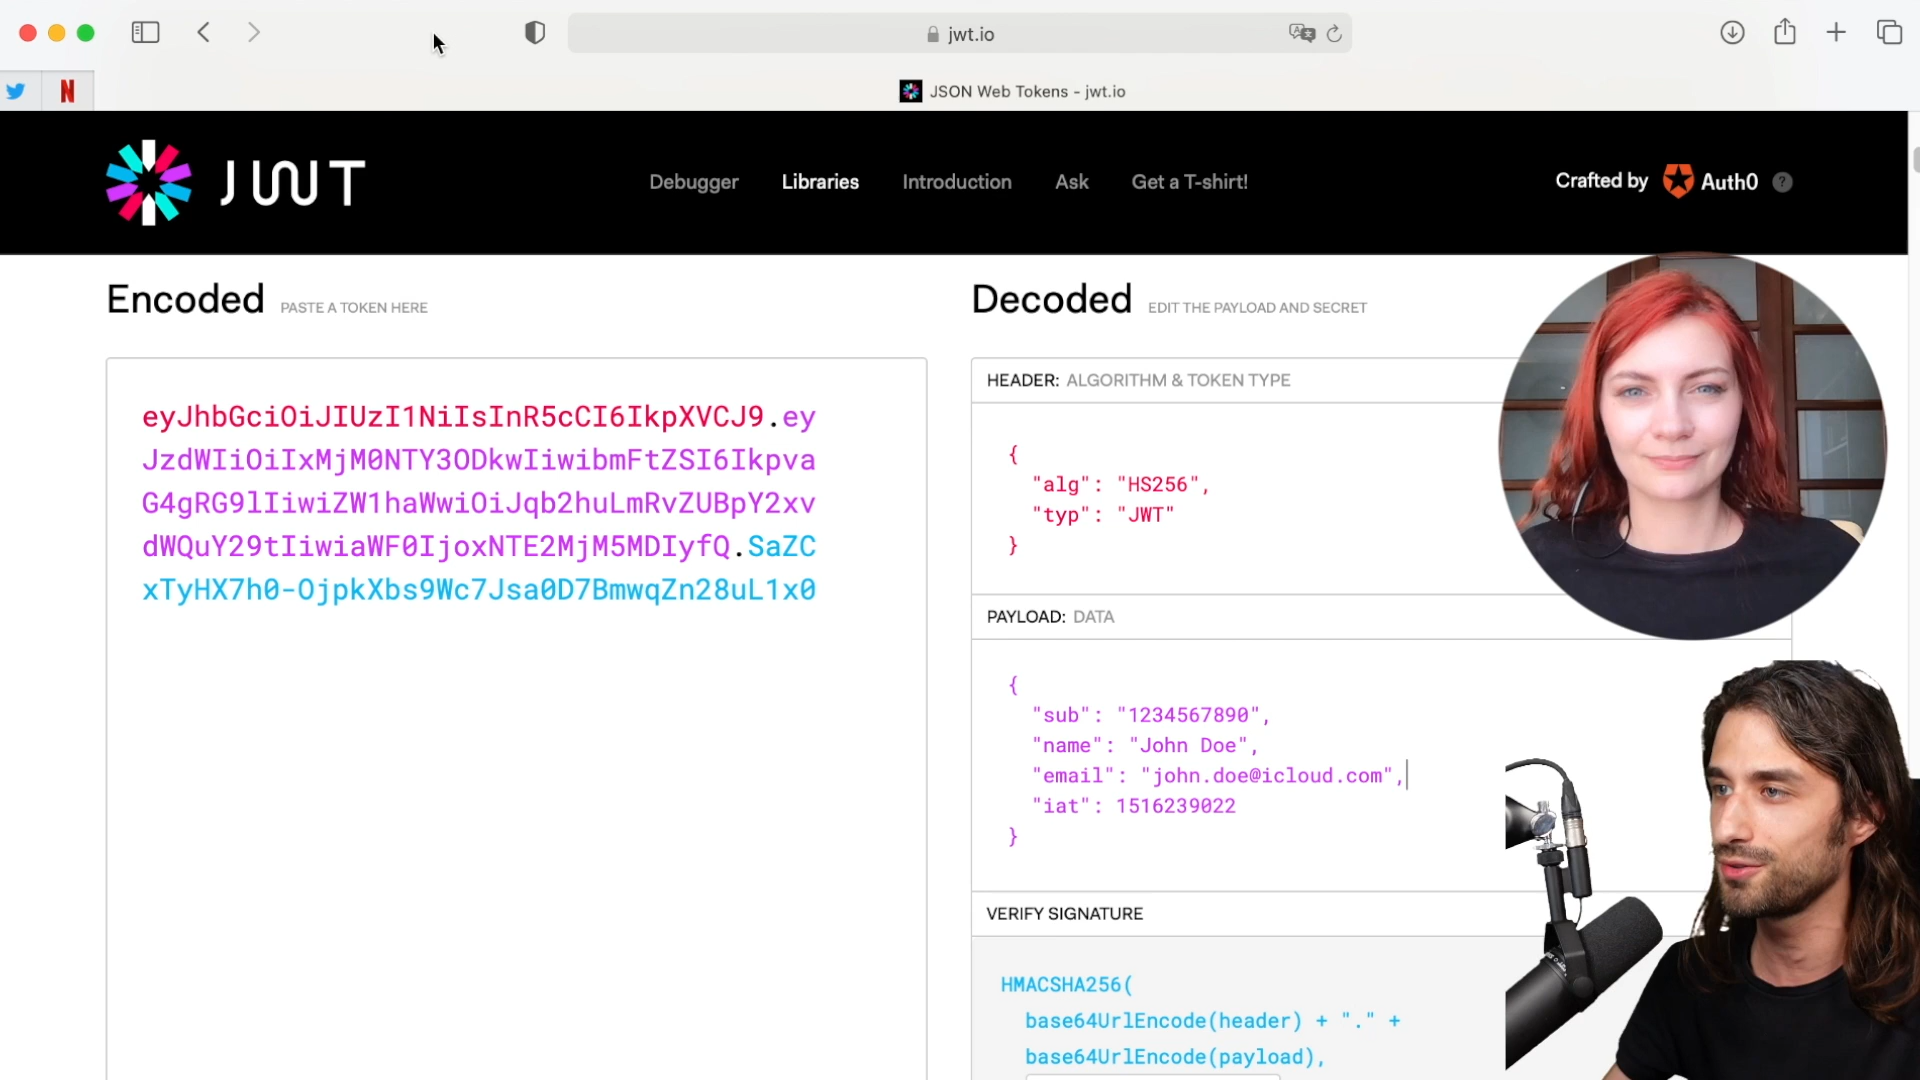 jwt.io
JSON Web Tokens - jwt.io
JWT
Debugger
Libraries
Introduction
Ask
Get a T-shirt!
Crafted by Auth0 ?
Encoded PASTE A TOKEN HERE
eyJhbGciOiJIUzI1NiIsInR5cCI6IkpXVCJ9.ey
JzdWIiOiIxMjM0NTY3ODkwIiwibmFtZSI6Ikpva
G4gRG9lIiwiZW1haWwiOiJqb2huLmRvZUBpY2xv
dWQuY29tIiwiaWF0IjoxNTE2MjM5MDIyfQ.SaZC
xTyHX7h0-OjpkXbs9Wc7Jsa0D7BmwqZn28uL1x0
Decoded EDIT THE PAYLOAD AND SECRET
HEADER: ALGORITHM & TOKEN TYPE
{
"alg": "HS256",
"typ": "JWT"
}
PAYLOAD: DATA
{
"sub": "1234567890",
"name": "John Doe",
"email": "john.doe@icloud.com",
"iat": 1516239022
}
VERIFY SIGNATURE
HMACSHA256(
base64UrlEncode(header) + "." +
base64UrlEncode(payload),